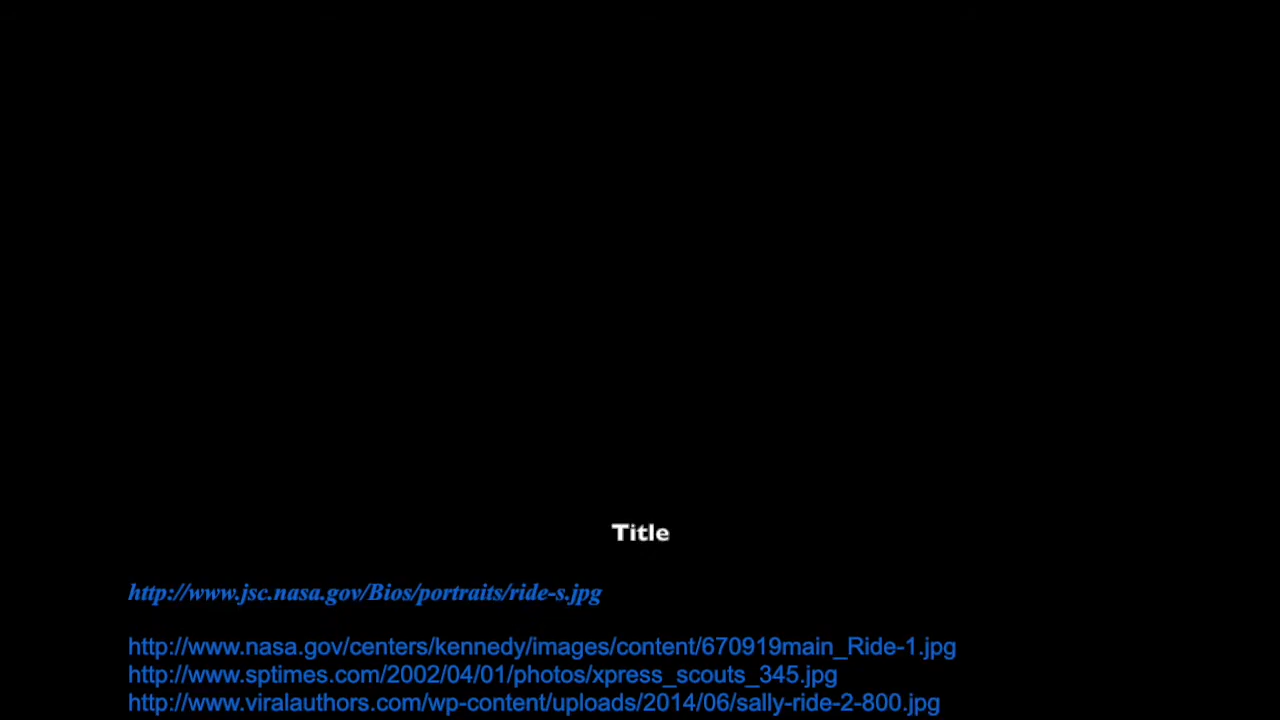 Title
http://www.jsc.nasa.gov/Bios/portraits/ride-s.jpg
http://www.nasa.gov/centers/kennedy/images/content/670919main_Ride-1.jpg
http://www.sptimes.com/2002/04/01/photos/xpress_scouts_345.jpg
http://www.viralauthors.com/wp-content/uploads/2014/06/sally-ride-2-800.jpg